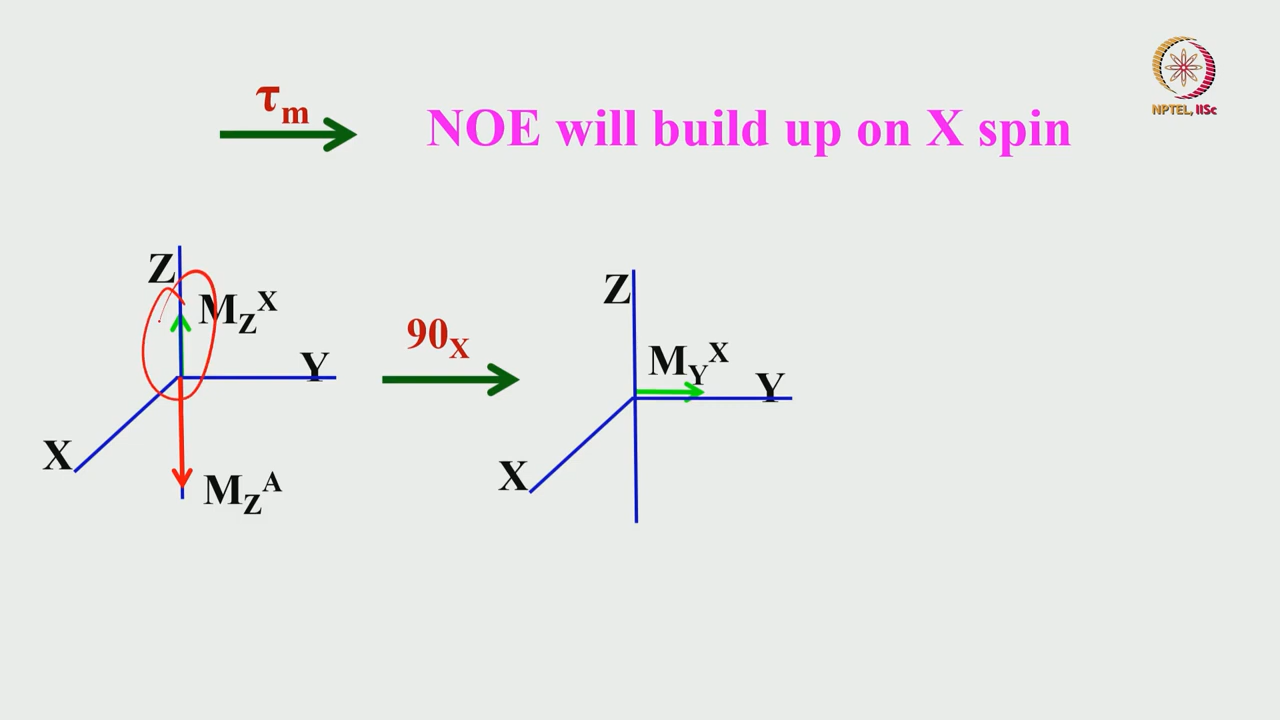 τm
NOE will build up on X spin
NPTEL, IISc
Z
MZX
Y
X
MZA
90X
Z
MYX
Y
X